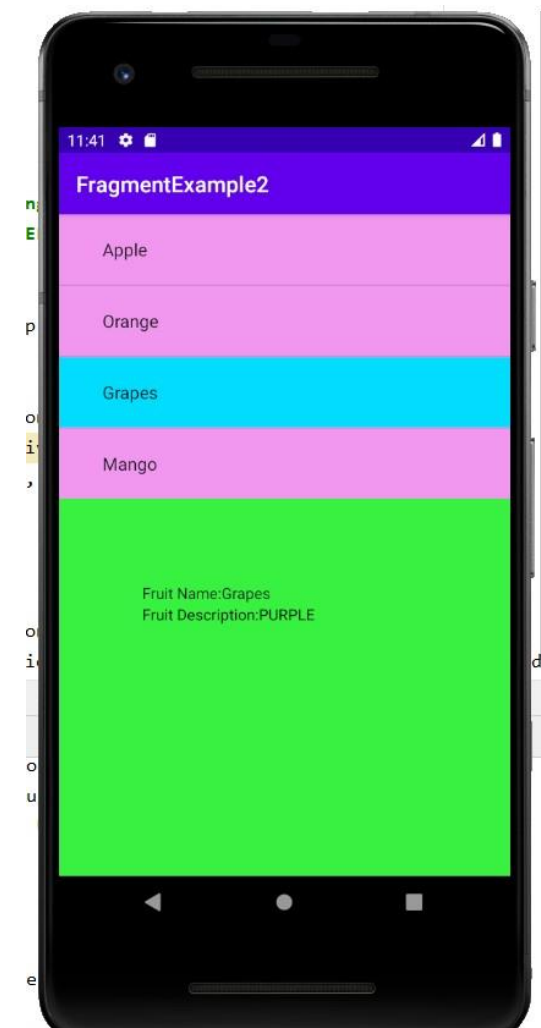 11:41
FragmentExample2
Apple
Orange
Grapes
Mango
Fruit Name:Grapes
Fruit Description:PURPLE